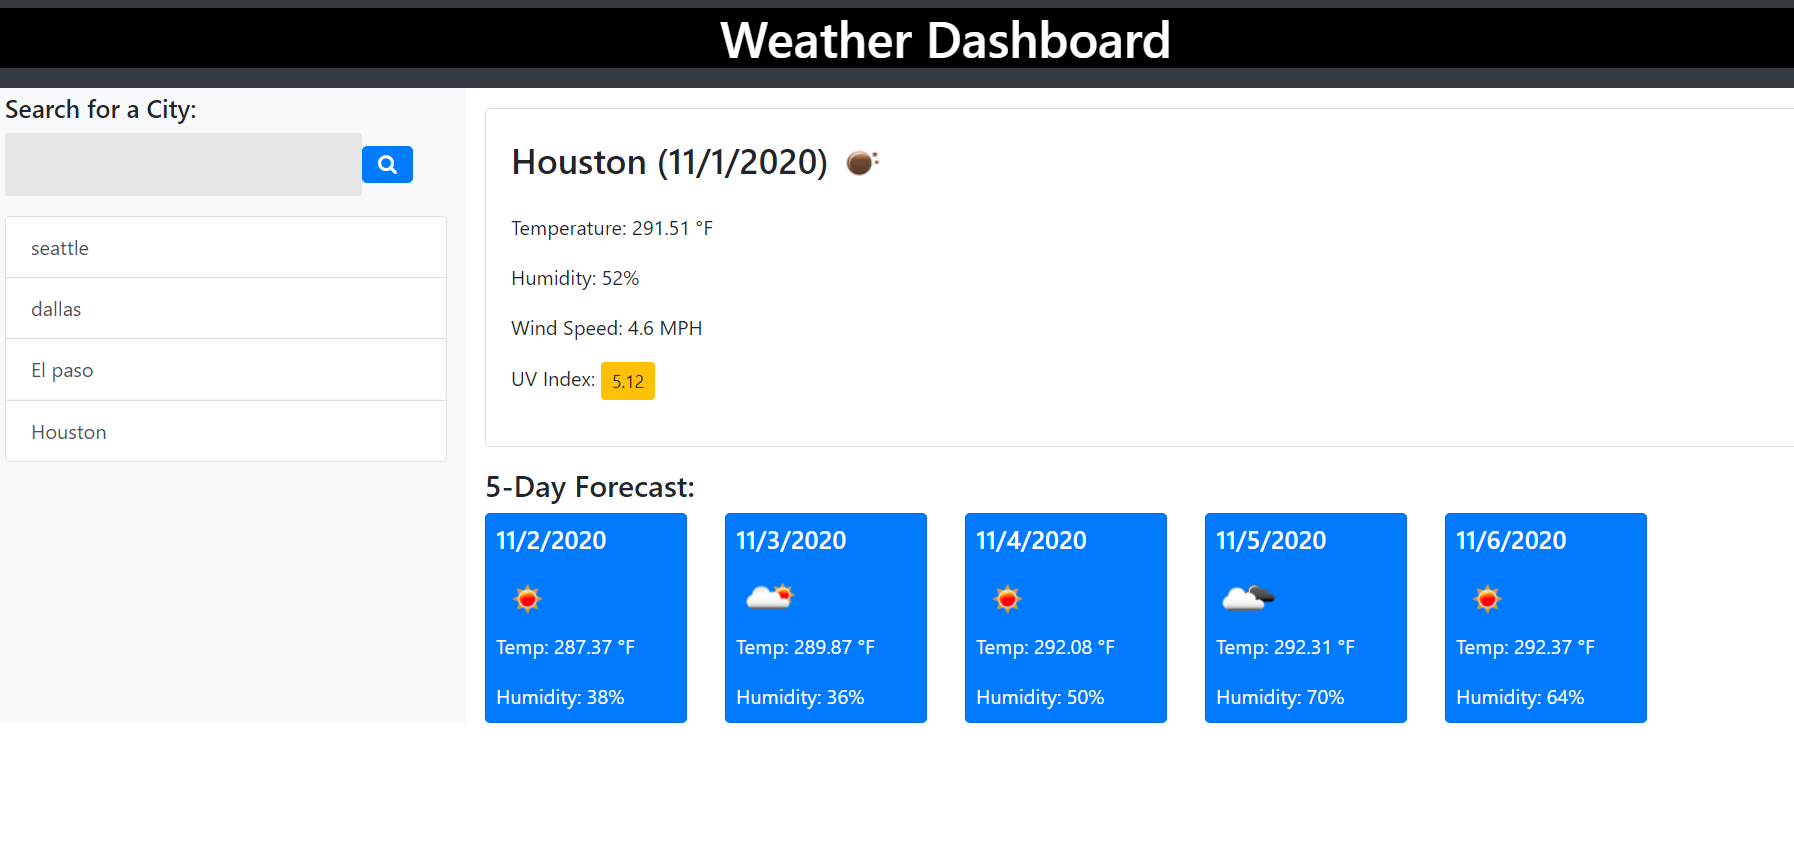 Weather Dashboard
Search for a City:
seattle
dallas
El paso
Houston
Houston (11/1/2020)
Temperature: 291.51 °F
Humidity: 52%
Wind Speed: 4.6 MPH
UV Index: 5.12
5-Day Forecast:
11/2/2020
Temp: 287.37 °F
Humidity: 38%
11/3/2020
Temp: 289.87 °F
Humidity: 36%
11/4/2020
Temp: 292.08 °F
Humidity: 50%
11/5/2020
Temp: 292.31 °F
Humidity: 70%
11/6/2020
Temp: 292.37 °F
Humidity: 64%